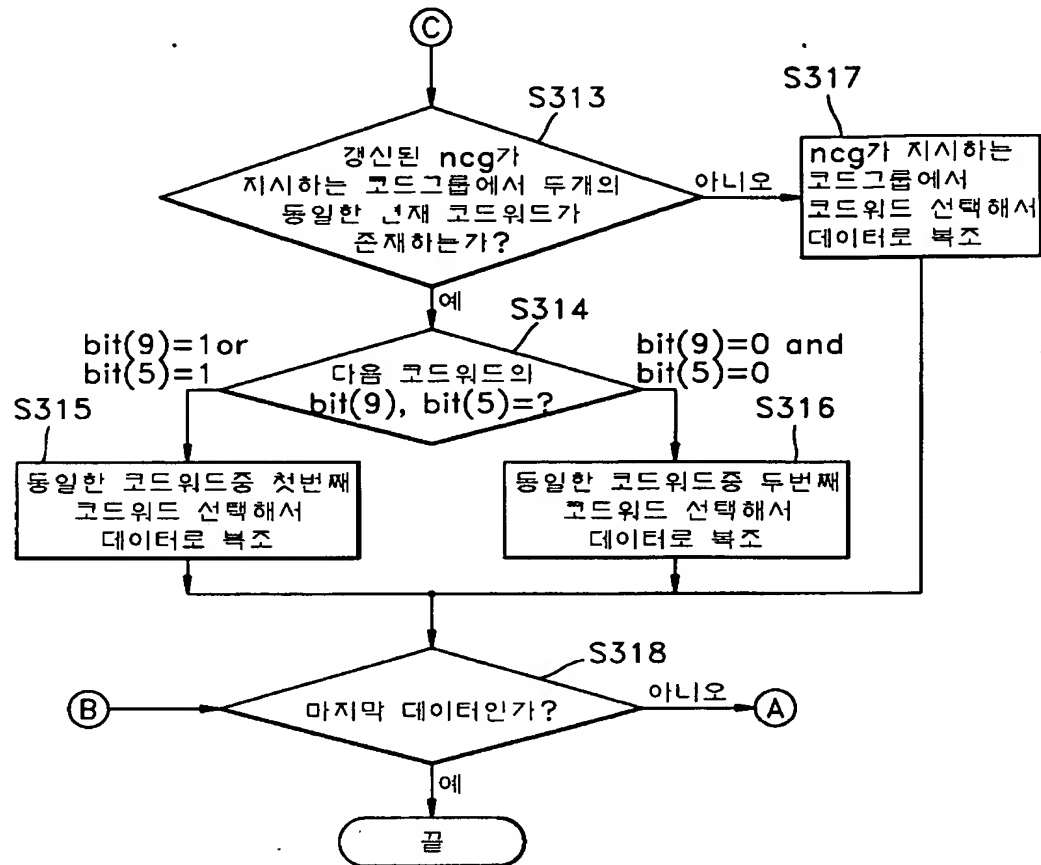 C
S313
갱신된 ncg가
지시하는 코드그룹에서 두개의
동일한 현재 코드워드가
존재하는가?
아니오
S317
ncg가 지시하는
코드그룹에서
코드워드 선택해서
데이터로 복조
예
S314
다음 코드워드의
bit(9), bit(5)=?
bit(9)=1 or
bit(5)=1
bit(9)=0 and
bit(5)=0
S315
동일한 코드워드중 첫번째
코드워드 선택해서
데이터로 복조
S316
동일한 코드워드중 두번째
코드워드 선택해서
데이터로 복조
S318
B
마지막 데이터인가?
아니오
A
예
끝